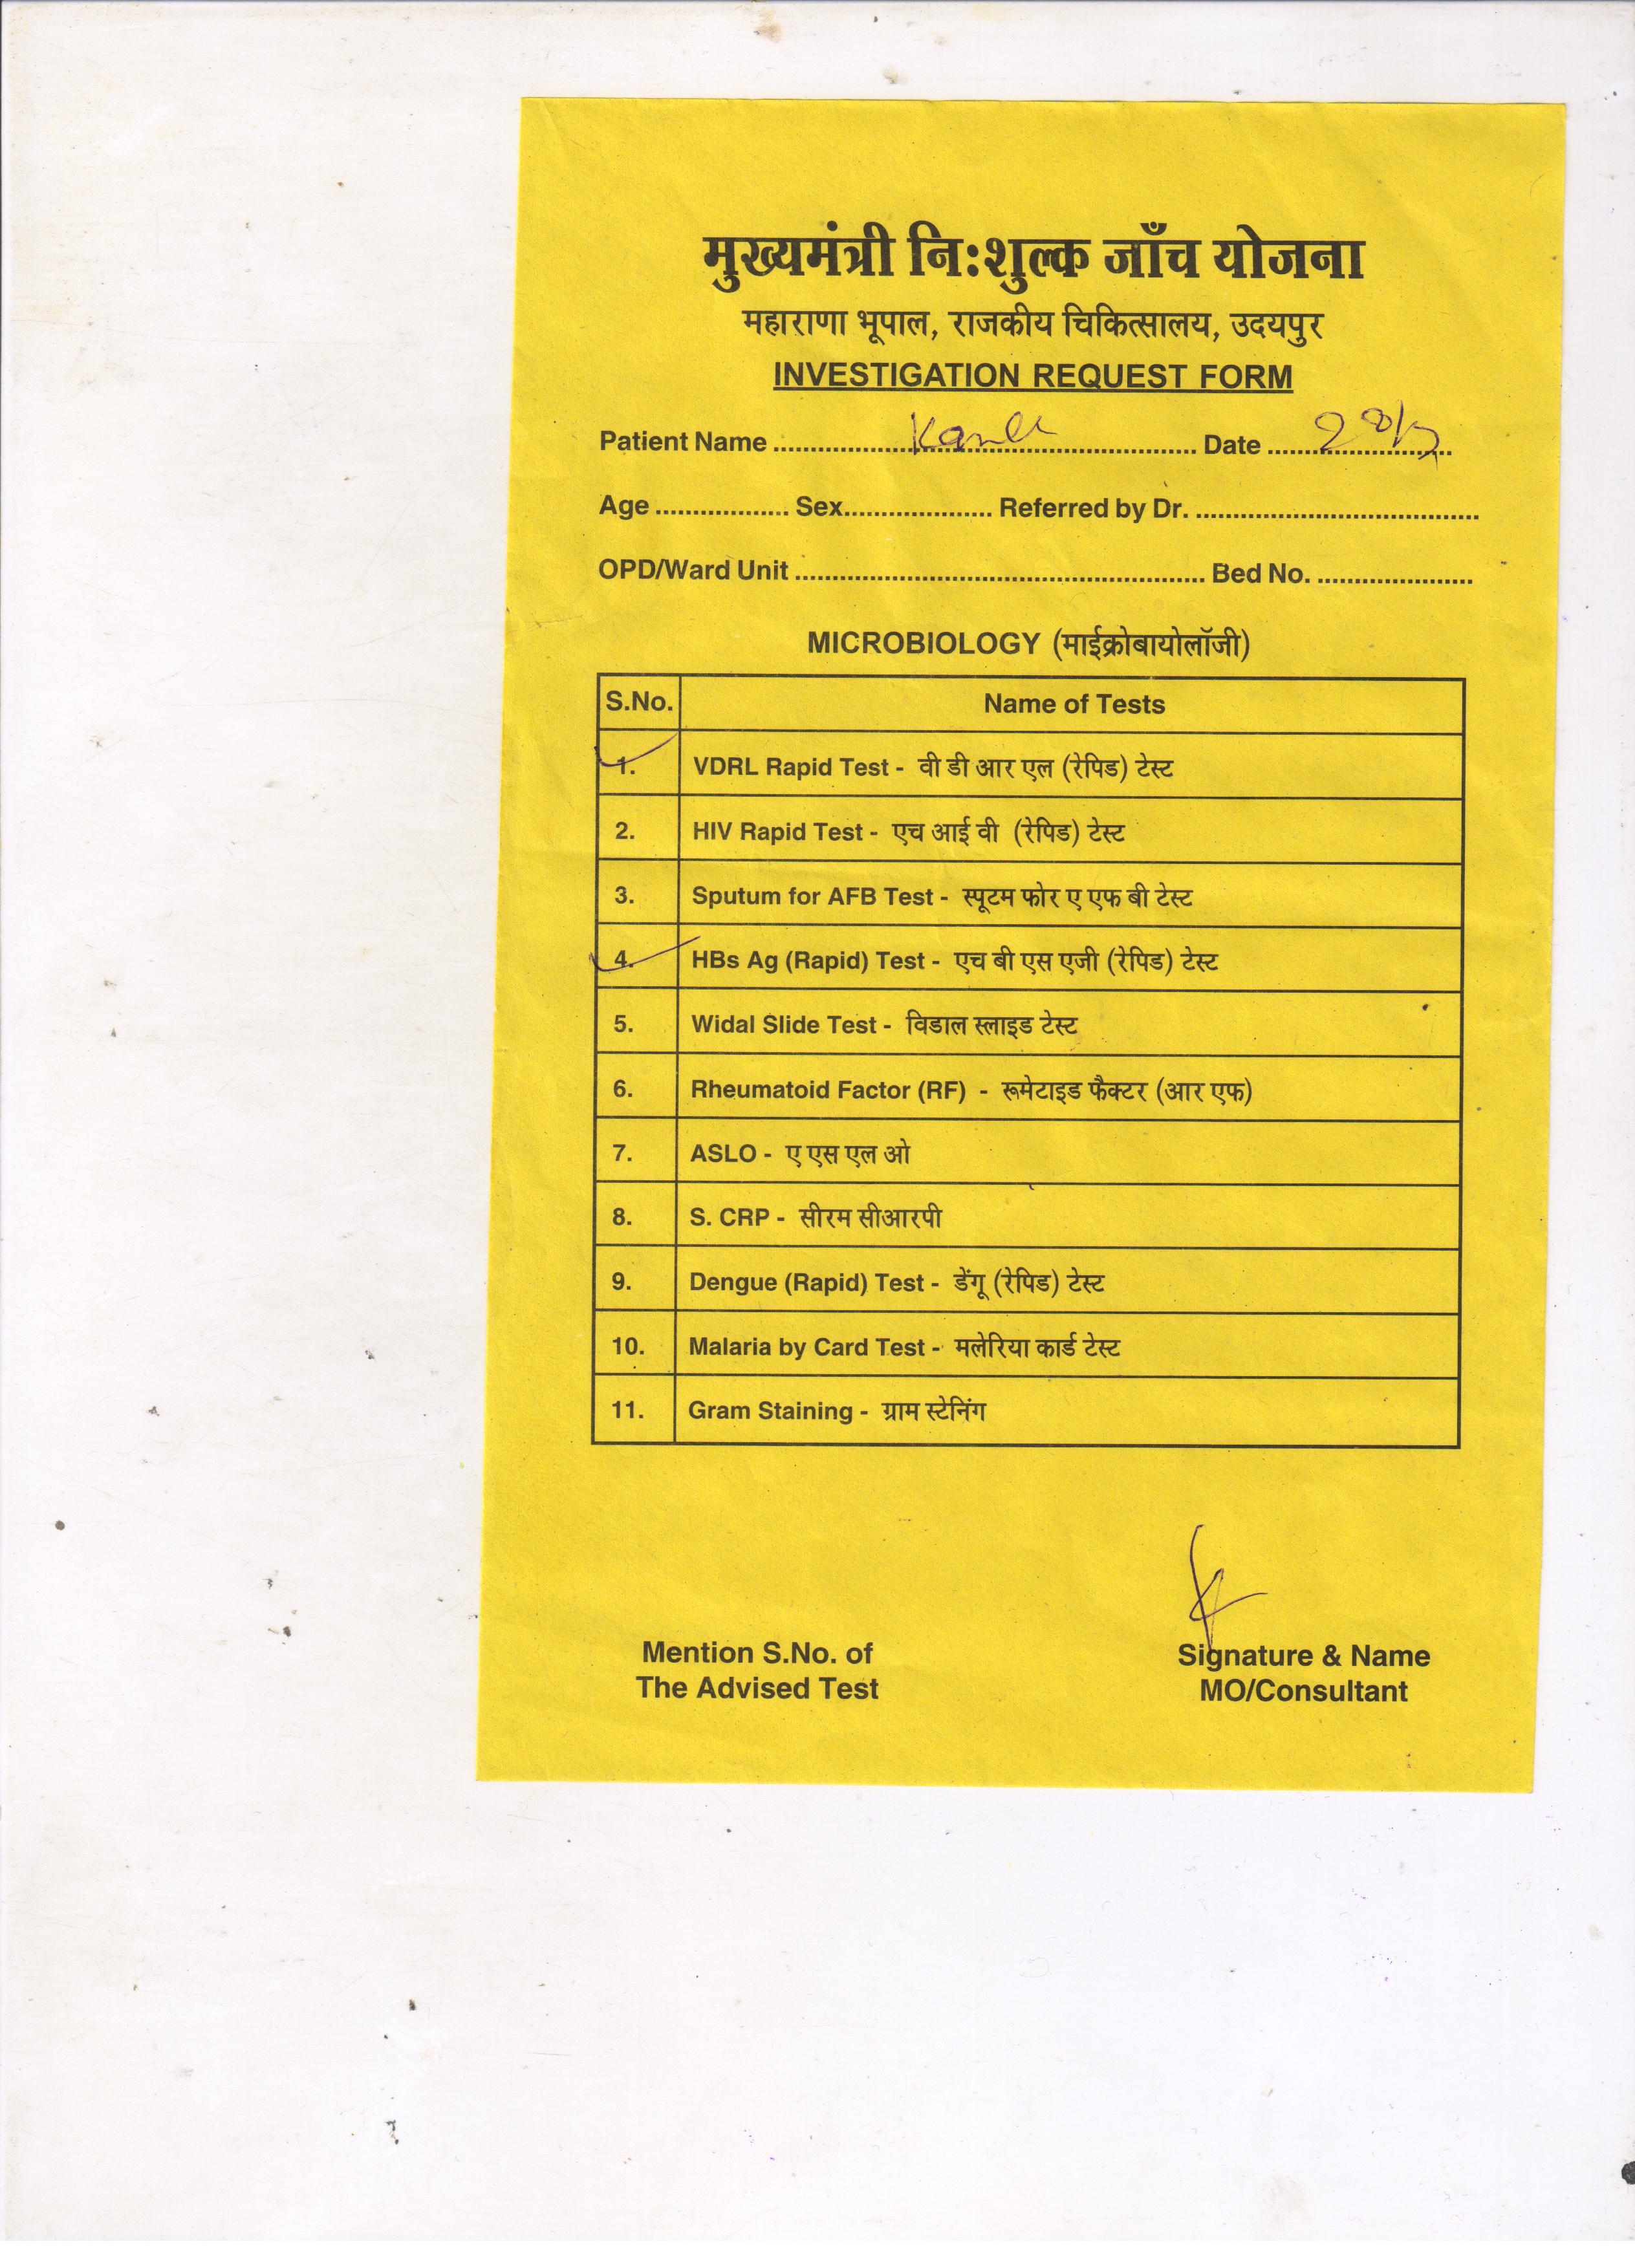 मुख्यमंत्री नि:शुल्क जाँच योजना
महाराणा भूपाल, राजकीय चिकित्सालय, उदयपुर
INVESTIGATION REQUEST FORM
Patient Name .......... Date ..........
Age .......... Sex.......... Referred by Dr. ..........
OPD/Ward Unit .......... Bed No. ..........
MICROBIOLOGY (माईक्रोबायोलॉजी)
S.No. Name of Tests
1. VDRL Rapid Test - वी डी आर एल (रेपिड) टेस्ट
2. HIV Rapid Test - एच आई वी (रेपिड) टेस्ट
3. Sputum for AFB Test - स्पूटम फोर ए एफ बी टेस्ट
4. HBs Ag (Rapid) Test - एच बी एस एजी (रेपिड) टेस्ट
5. Widal Slide Test - विडाल स्लाइड टेस्ट
6. Rheumatoid Factor (RF) - रूमेटाइड फैक्टर (आर एफ)
7. ASLO - ए एस एल ओ
8. S. CRP - सीरम सीआरपी
9. Dengue (Rapid) Test - डेंगू (रेपिड) टेस्ट
10. Malaria by Card Test - मलेरिया कार्ड टेस्ट
11. Gram Staining - ग्राम स्टेनिंग
Mention S.No. of Signature & Name
The Advised Test MO/Consultant